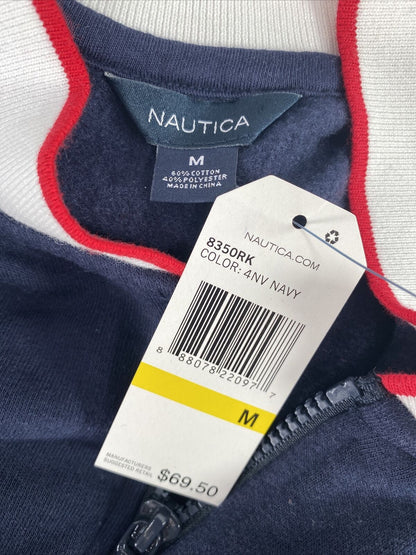 NAUTICA
M
60% COTTON
40% POLYESTER
MADE IN CHINA
NAUTICA.COM
8350RK
COLOR: 4NV NAVY
8 88078 22097 7
M
MANUFACTURERS
SUGGESTED RETAIL $69.50